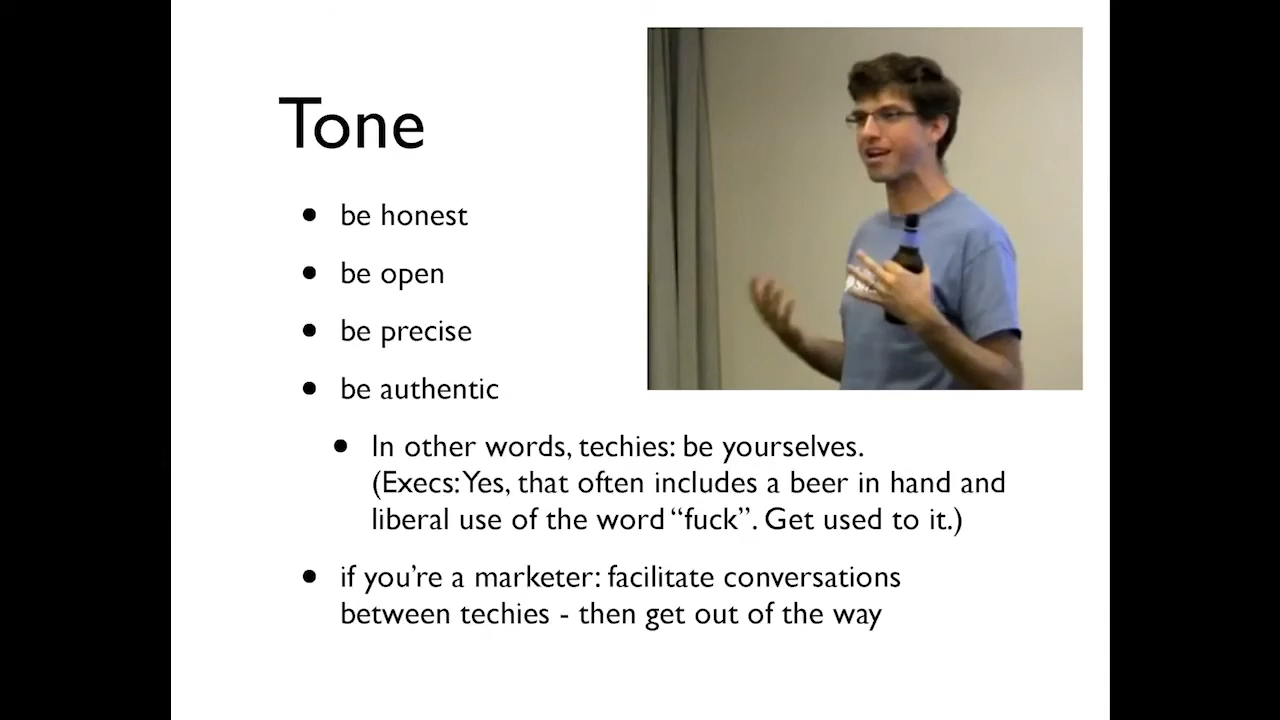 Tone
• be honest
• be open
• be precise
• be authentic
• In other words, techies: be yourselves.
(Execs: Yes, that often includes a beer in hand and
liberal use of the word “fuck”. Get used to it.)
• if you’re a marketer: facilitate conversations
between techies - then get out of the way